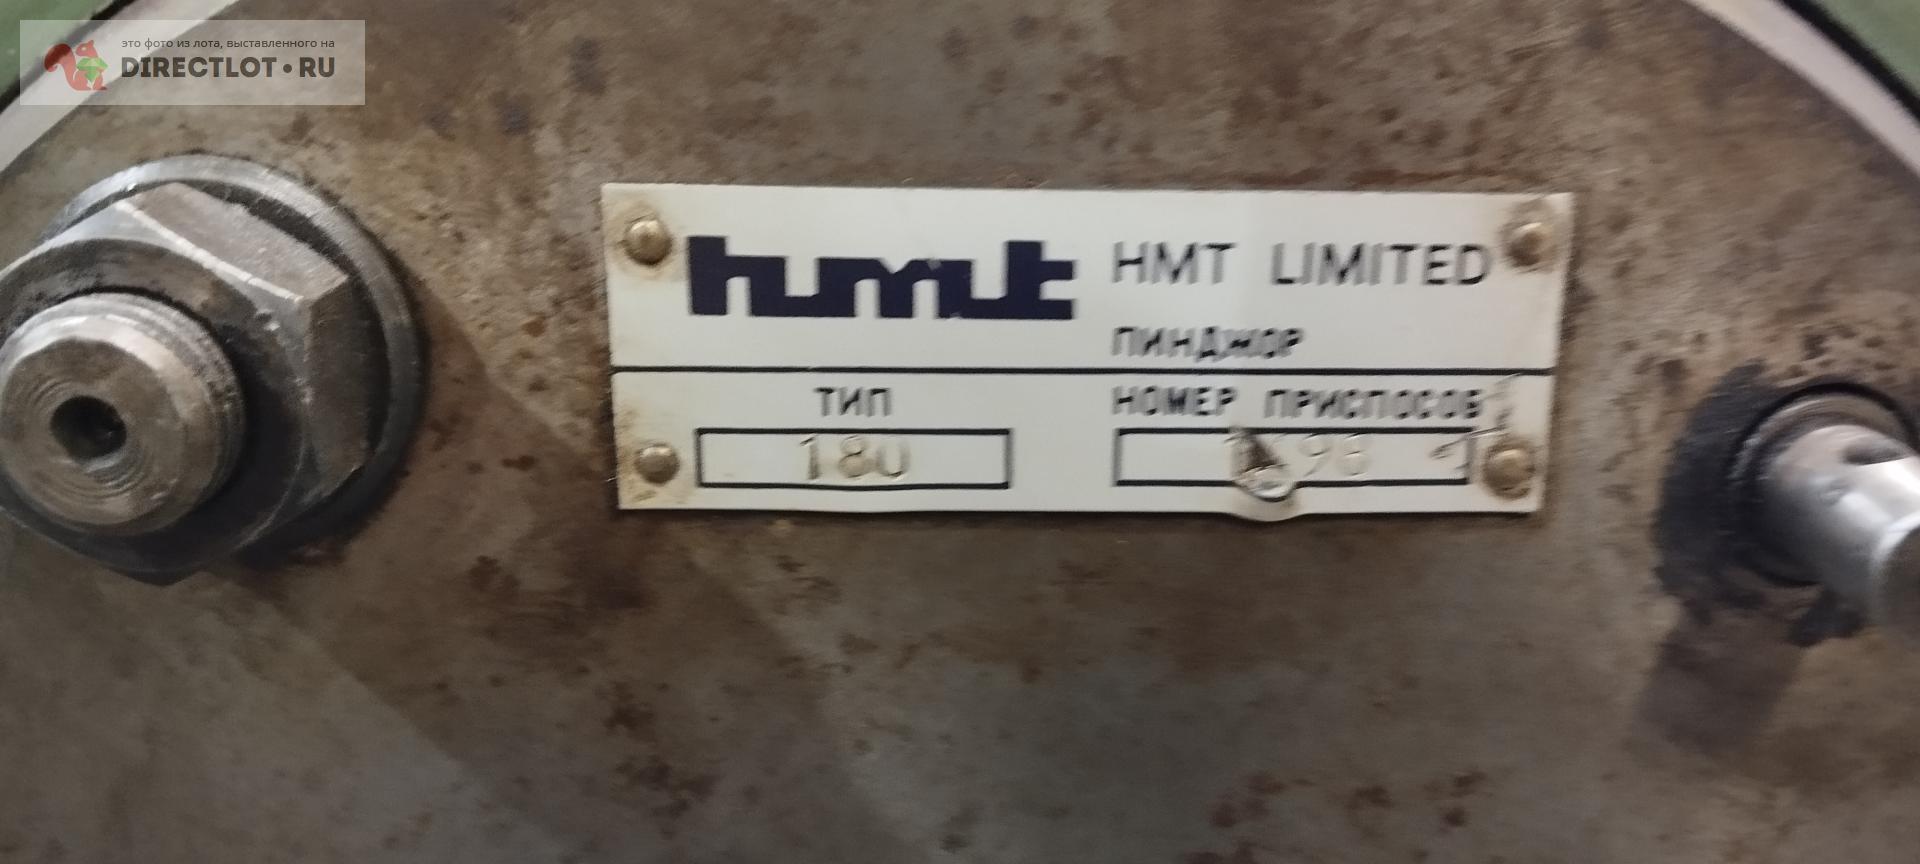 это фото из лота, выставленного на
DIRECTLOT•RU
hmt HMT LIMITED
ПИНДЖОР
ТИП НОМЕР ПРИСПОСОБ
180